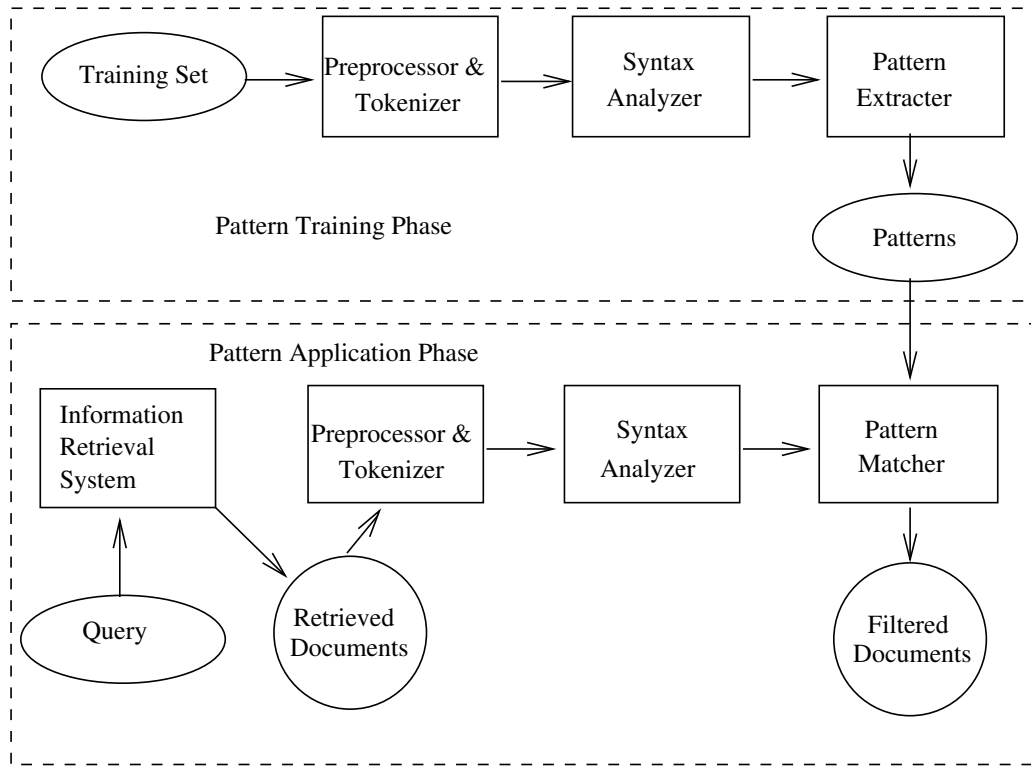 Training Set
Preprocessor &
Tokenizer
Syntax
Analyzer
Pattern
Extracter
Pattern Training Phase
Patterns
Pattern Application Phase
Information
Retrieval
System
Preprocessor &
Tokenizer
Syntax
Analyzer
Pattern
Matcher
Query
Retrieved
Documents
Filtered
Documents